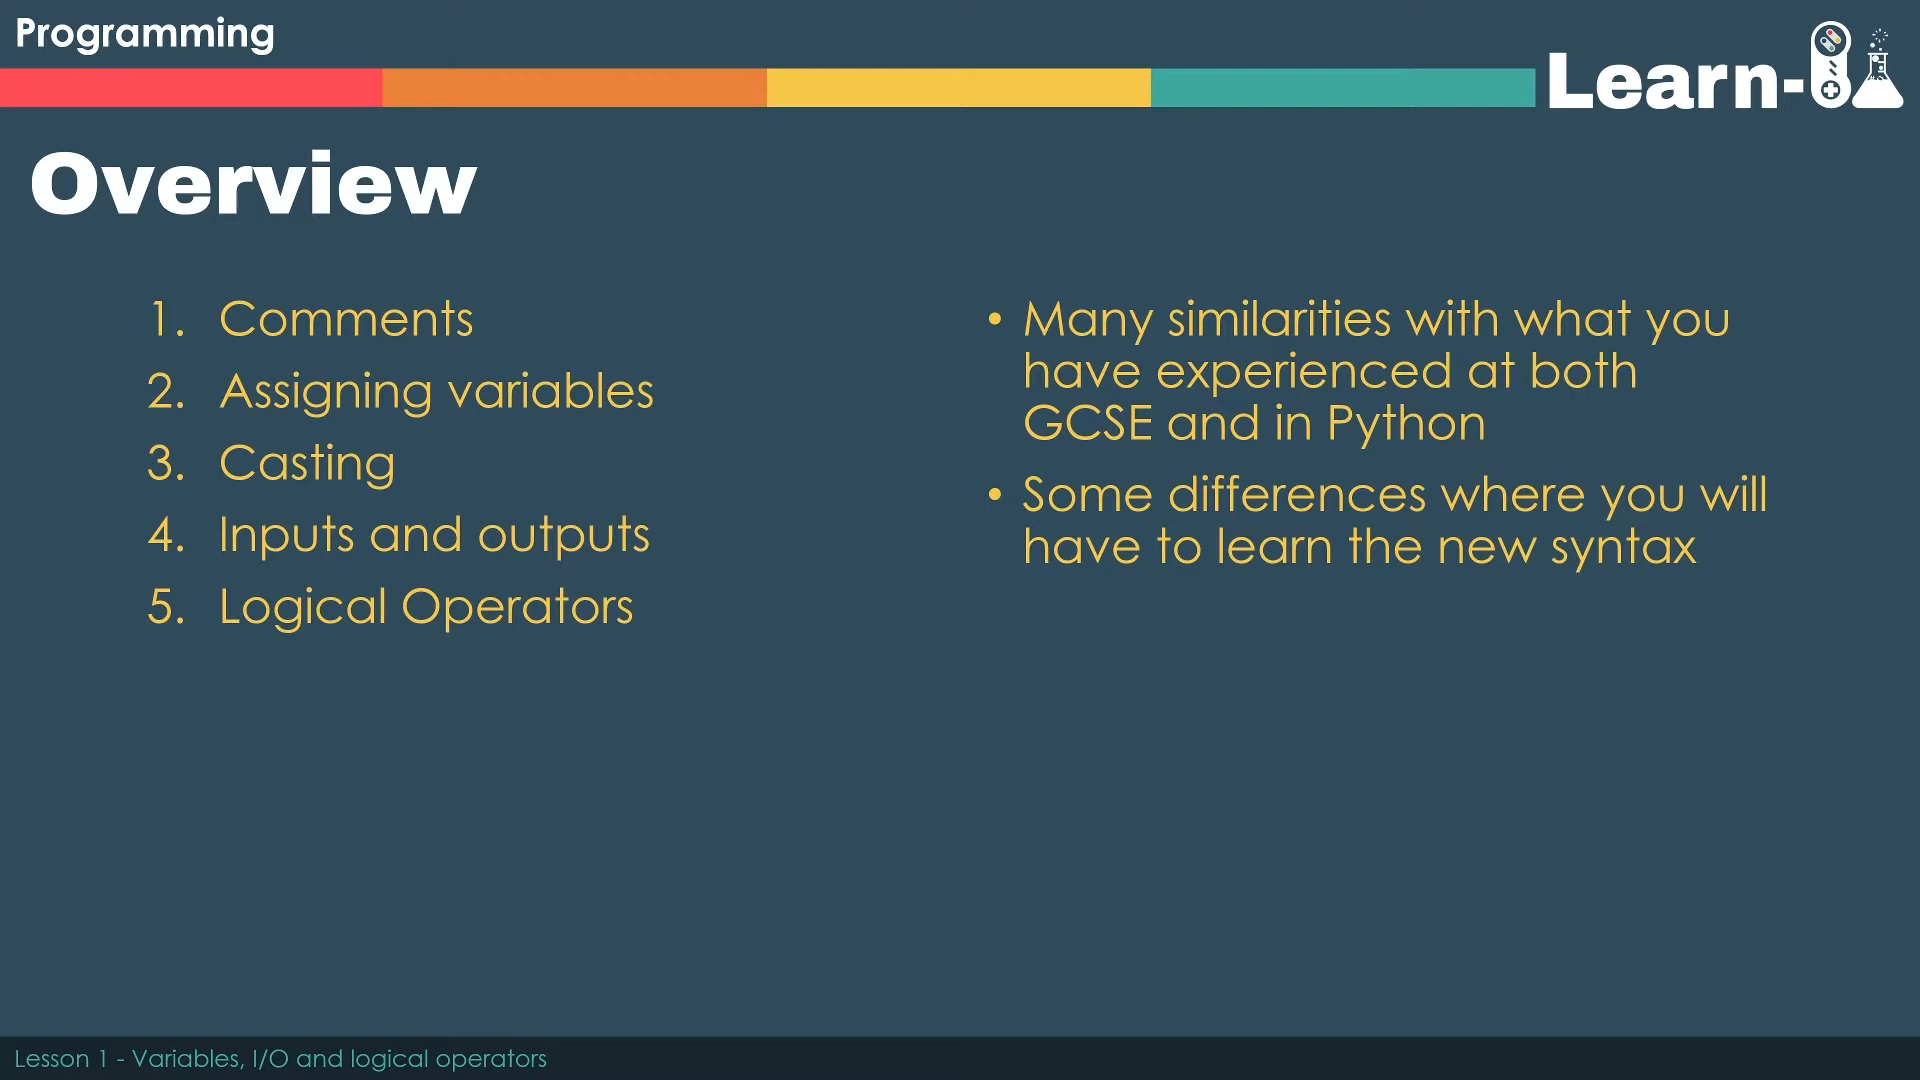 Programming
Learn-
Overview
1. Comments
2. Assigning variables
3. Casting
4. Inputs and outputs
5. Logical Operators
• Many similarities with what you
have experienced at both
GCSE and in Python
• Some differences where you will
have to learn the new syntax
Lesson 1 - Variables, I/O and logical operators